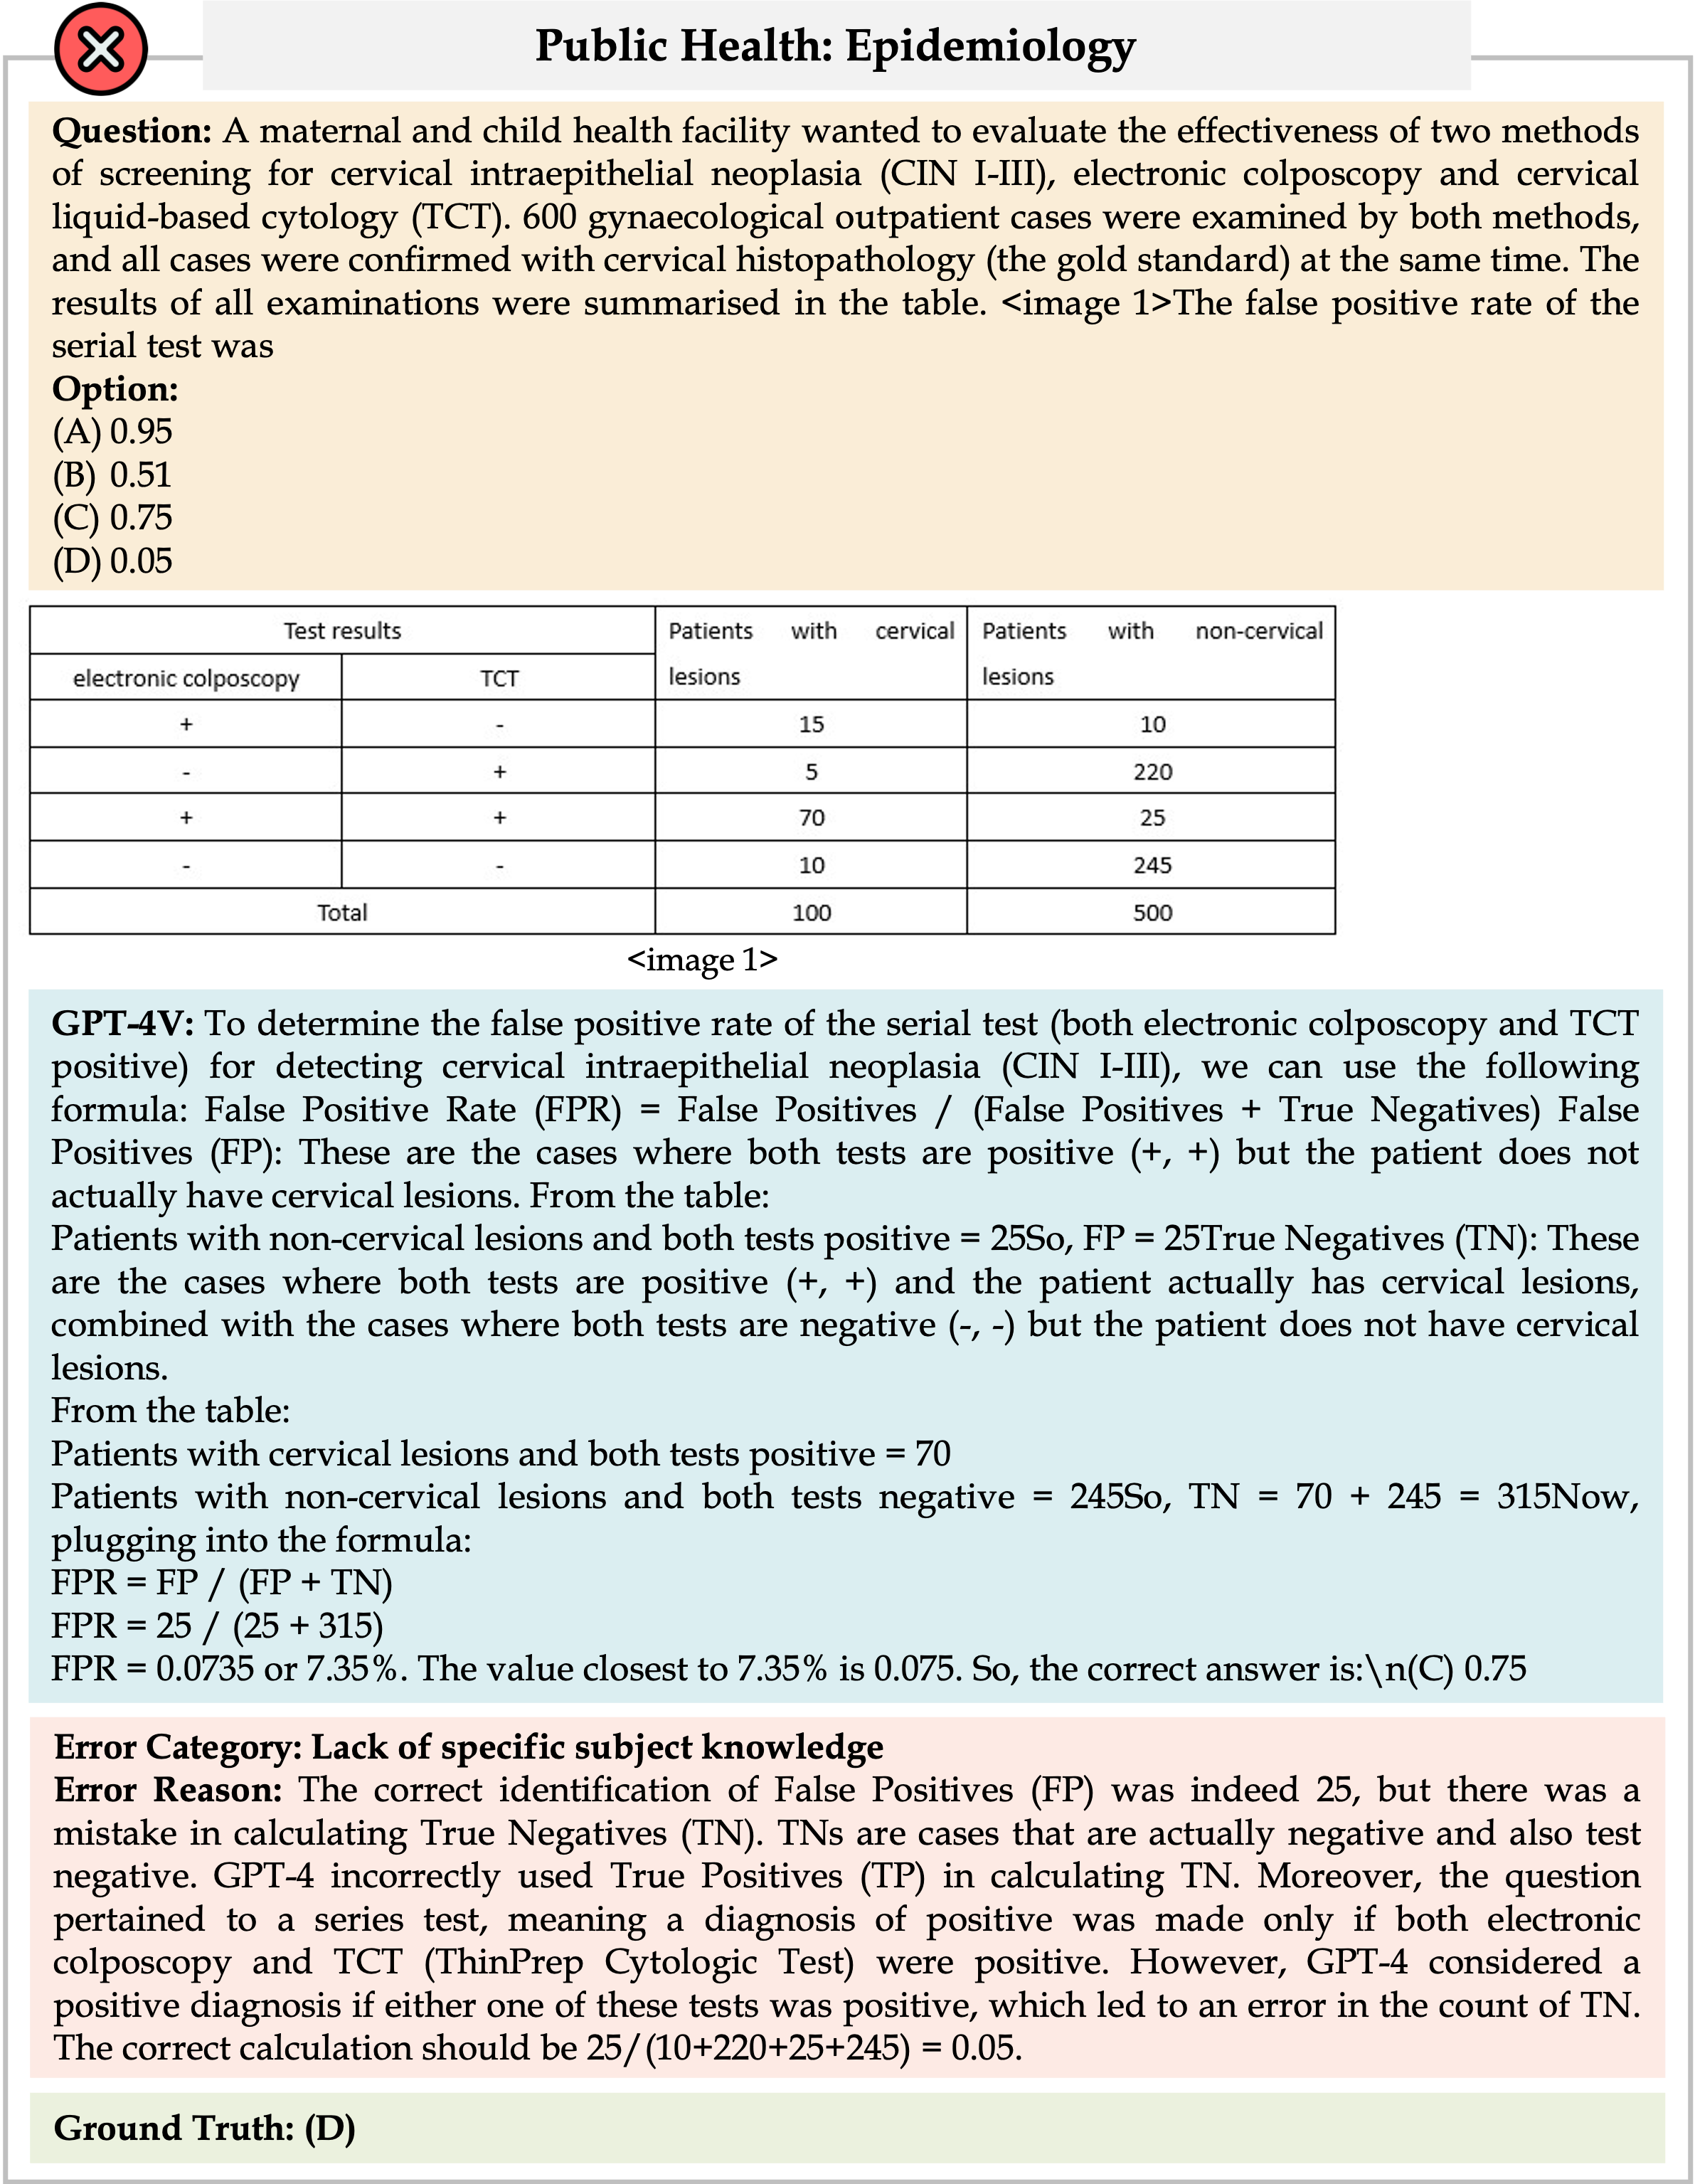 Public Health: Epidemiology
Question: A maternal and child health facility wanted to evaluate the effectiveness of two methods
of screening for cervical intraepithelial neoplasia (CIN I-III), electronic colposcopy and cervical
liquid-based cytology (TCT). 600 gynaecological outpatient cases were examined by both methods,
and all cases were confirmed with cervical histopathology (the gold standard) at the same time. The
results of all examinations were summarised in the table. <image 1>The false positive rate of the
serial test was
Option:
(A) 0.95
(B) 0.51
(C) 0.75
(D) 0.05
Test results Patients with cervical lesions Patients with non-cervical lesions
electronic colposcopy TCT
+ - 15 10
- + 5 220
+ + 70 25
- - 10 245
Total 100 500
<image 1>
GPT-4V: To determine the false positive rate of the serial test (both electronic colposcopy and TCT
positive) for detecting cervical intraepithelial neoplasia (CIN I-III), we can use the following
formula: False Positive Rate (FPR) = False Positives / (False Positives + True Negatives) False
Positives (FP): These are the cases where both tests are positive (+, +) but the patient does not
actually have cervical lesions. From the table:
Patients with non-cervical lesions and both tests positive = 25So, FP = 25True Negatives (TN): These
are the cases where both tests are positive (+, +) and the patient actually has cervical lesions,
combined with the cases where both tests are negative (-, -) but the patient does not have cervical
lesions.
From the table:
Patients with cervical lesions and both tests positive = 70
Patients with non-cervical lesions and both tests negative = 245So, TN = 70 + 245 = 315Now,
plugging into the formula:
FPR = FP / (FP + TN)
FPR = 25 / (25 + 315)
FPR = 0.0735 or 7.35%. The value closest to 7.35% is 0.075. So, the correct answer is:\n(C) 0.75
Error Category: Lack of specific subject knowledge
Error Reason: The correct identification of False Positives (FP) was indeed 25, but there was a
mistake in calculating True Negatives (TN). TNs are cases that are actually negative and also test
negative. GPT-4 incorrectly used True Positives (TP) in calculating TN. Moreover, the question
pertained to a series test, meaning a diagnosis of positive was made only if both electronic
colposcopy and TCT (ThinPrep Cytologic Test) were positive. However, GPT-4 considered a
positive diagnosis if either one of these tests was positive, which led to an error in the count of TN.
The correct calculation should be 25/(10+220+25+245) = 0.05.
Ground Truth: (D)